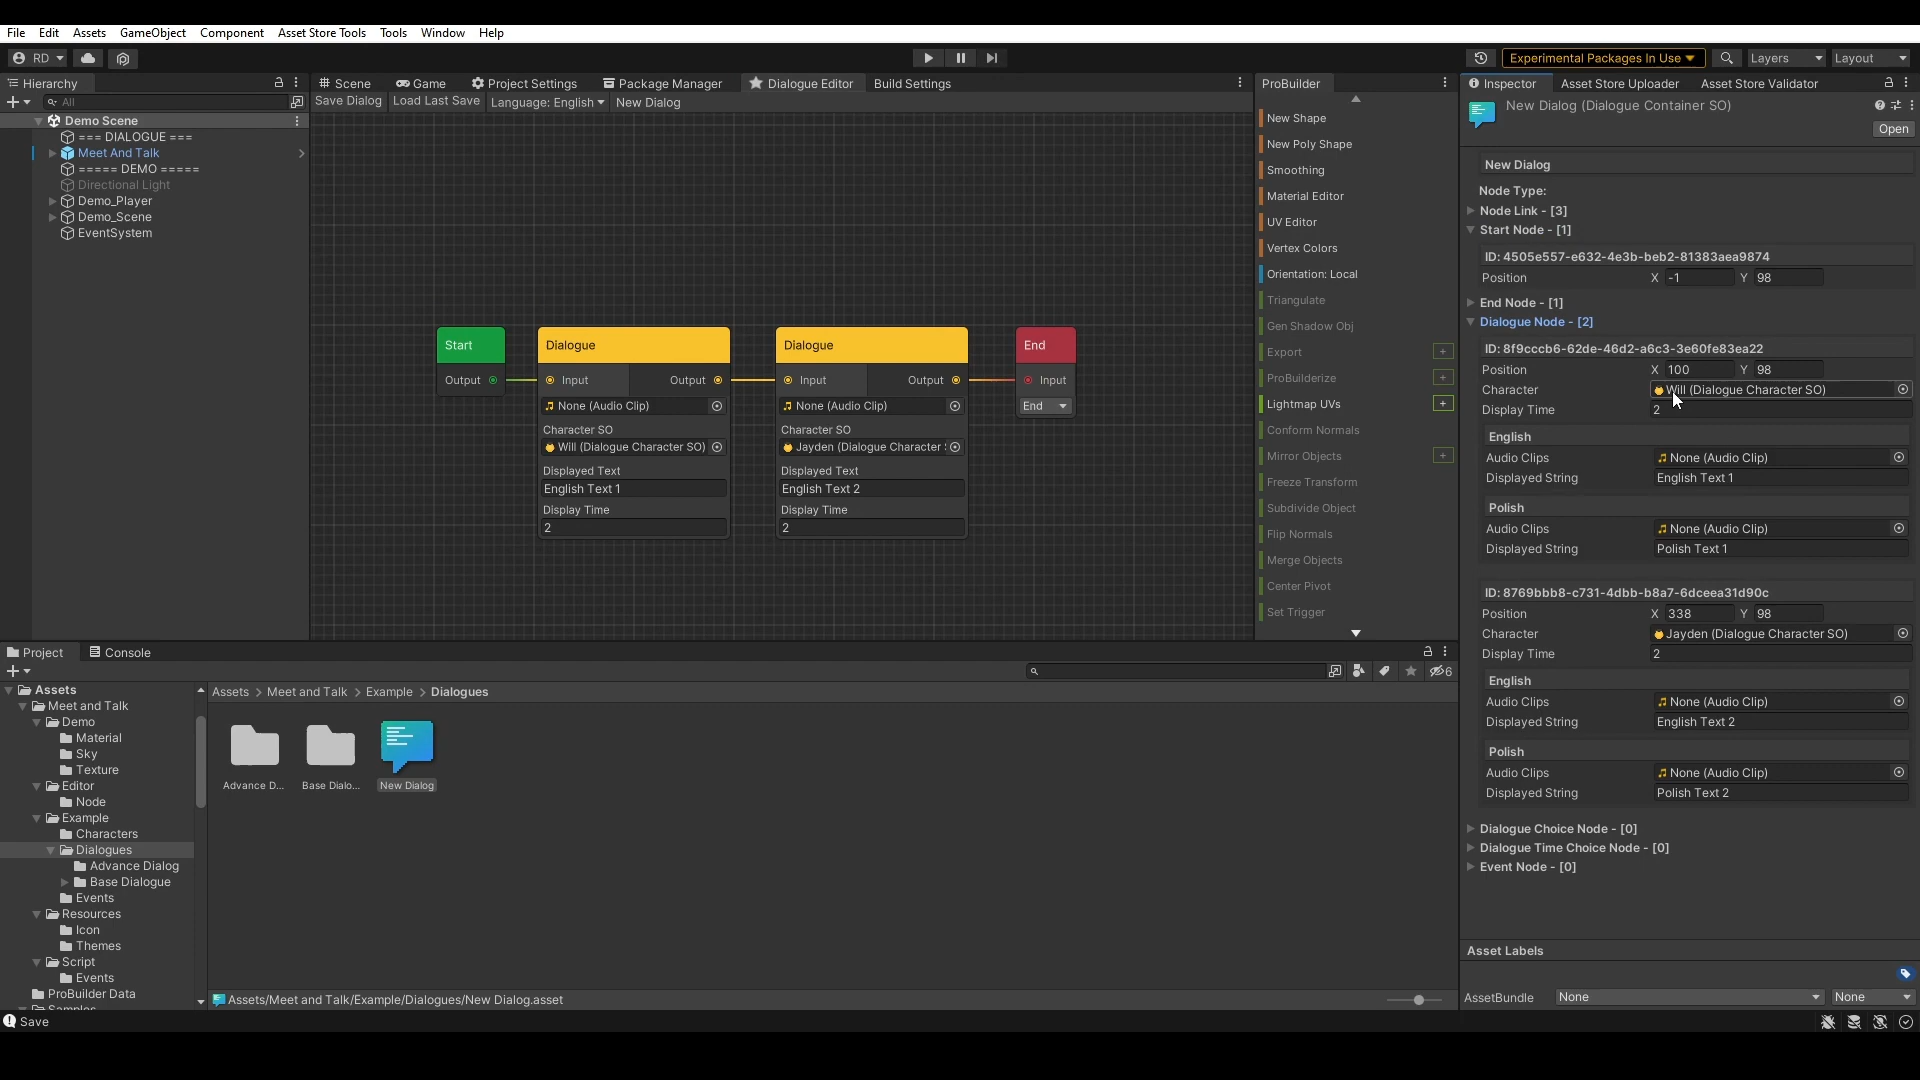 File Edit Assets GameObject Component Asset Store Tools Tools Window Help
RD Experimental Packages In Use Layers Layout
Hierarchy
All
Demo Scene
=== DIALOGUE ===
Meet And Talk
===== DEMO =====
Directional Light
Demo_Player
Demo_Scene
EventSystem
Scene Game Project Settings Package Manager Dialogue Editor Build Settings
Save Dialog Load Last Save Language: English New Dialog
Start
Output
Dialogue
Input Output
None (Audio Clip)
Character SO
Will (Dialogue Character SO)
Displayed Text
English Text 1
Display Time
2
Dialogue
Input Output
None (Audio Clip)
Character SO
Jayden (Dialogue Character
Displayed Text
English Text 2
Display Time
2
End
Input
End
ProBuilder
New Shape
New Poly Shape
Smoothing
Material Editor
UV Editor
Vertex Colors
Orientation: Local
Triangulate
Gen Shadow Obj
Export +
ProBuilderize +
Lightmap UVs +
Conform Normals
Mirror Objects +
Freeze Transform
Subdivide Object
Flip Normals
Merge Objects
Center Pivot
Set Trigger
Inspector Asset Store Uploader Asset Store Validator
New Dialog (Dialogue Container SO)
Open
New Dialog
Node Type:
Node Link - [3]
Start Node - [1]
ID: 4505e557-e632-4e3b-beb2-81383aea9874
Position X -1 Y 98
End Node - [1]
Dialogue Node - [2]
ID: 8f9cccb6-62de-46d2-a6c3-3e60fe83ea22
Position X 100 Y 98
Character Will (Dialogue Character SO)
Display Time 2
English
Audio Clips None (Audio Clip)
Displayed String English Text 1
Polish
Audio Clips None (Audio Clip)
Displayed String Polish Text 1
ID: 8769bbb8-c731-4dbb-b8a7-6dceea31d90c
Position X 338 Y 98
Character Jayden (Dialogue Character SO)
Display Time 2
English
Audio Clips None (Audio Clip)
Displayed String English Text 2
Polish
Audio Clips None (Audio Clip)
Displayed String Polish Text 2
Dialogue Choice Node - [0]
Dialogue Time Choice Node - [0]
Event Node - [0]
Asset Labels
AssetBundle None None
Project Console
6
Assets
Meet and Talk
Demo
Material
Sky
Texture
Editor
Node
Example
Characters
Dialogues
Advance Dialog
Base Dialogue
Events
Resources
Icon
Themes
Script
Events
ProBuilder Data
Samples
Assets > Meet and Talk > Example > Dialogues
Advance D... Base Dialo... New Dialog
Assets/Meet and Talk/Example/Dialogues/New Dialog.asset
Save